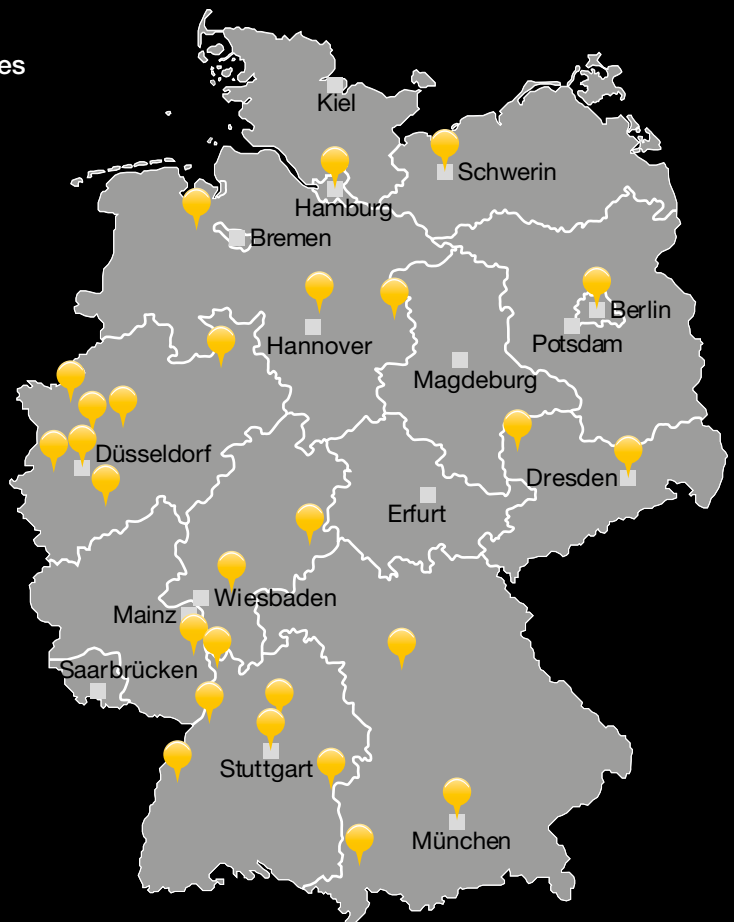 es
Kiel
Schwerin
Hamburg
Bremen
Berlin
Hannover
Potsdam
Magdeburg
Düsseldorf
Dresden
Erfurt
Wiesbaden
Mainz
Saarbrücken
Stuttgart
München